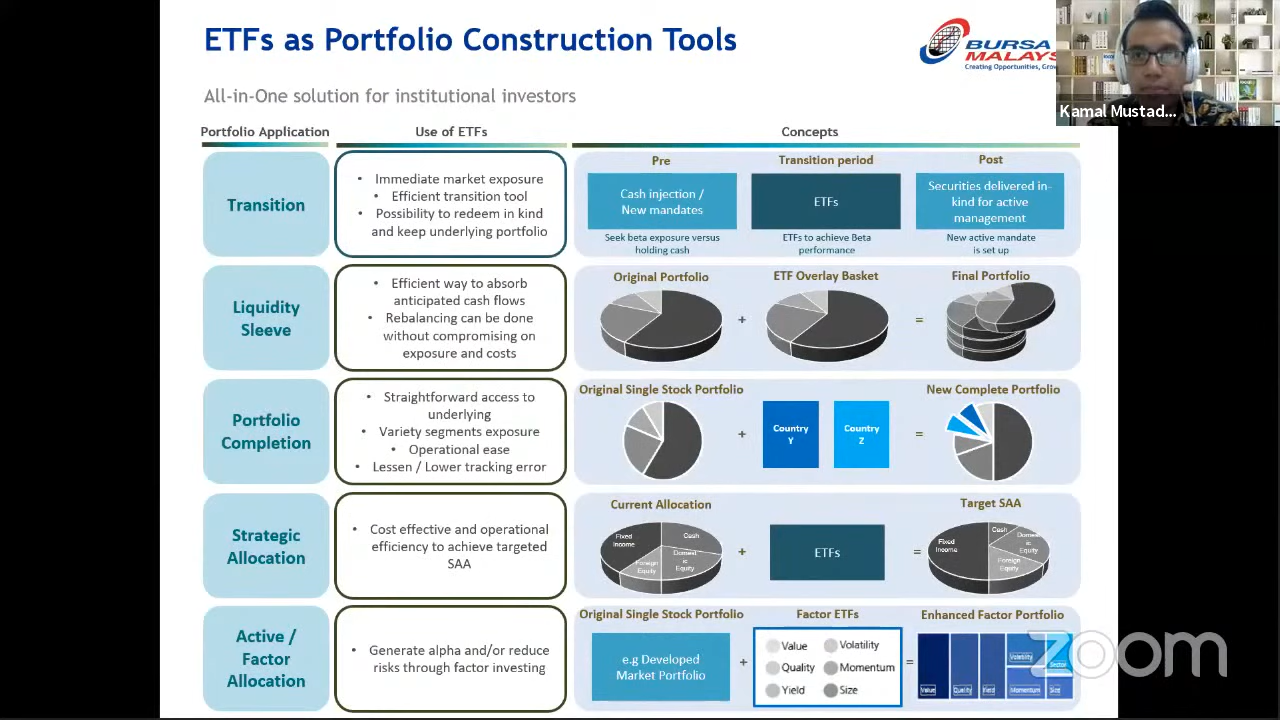 ETFs as Portfolio Construction Tools
BURSA
MALAYS
Creating Opportunities, Grow
Kamal Mustad...
All-in-One solution for institutional investors
Portfolio Application
Use of ETFs
Concepts
Transition
• Immediate market exposure
• Efficient transition tool
• Possibility to redeem in kind
and keep underlying portfolio
Pre
Transition period
Post
Cash injection /
New mandates
ETFs
Securities delivered in-
kind for active
management
Seek beta exposure versus
holding cash
ETFs to achieve Beta
performance
New active mandate
is set up
Liquidity
Sleeve
• Efficient way to absorb
anticipated cash flows
• Rebalancing can be done
without compromising on
exposure and costs
Original Portfolio
ETF Overlay Basket
Final Portfolio
+
=
Portfolio
Completion
• Straightforward access to
underlying
• Variety segments exposure
• Operational ease
• Lessen / Lower tracking error
Original Single Stock Portfolio
New Complete Portfolio
+
Country
Y
Country
Z
=
Strategic
Allocation
• Cost effective and operational
efficiency to achieve targeted
SAA
Current Allocation
Target SAA
Fixed
Income
Cash
Domest
ic
Equity
Foreign
Equity
+
ETFs
=
Fixed
Income
Cash
Domest
ic
Equity
Foreign
Equity
Active /
Factor
Allocation
• Generate alpha and/or reduce
risks through factor investing
Original Single Stock Portfolio
Factor ETFs
Enhanced Factor Portfolio
e.g Developed
Market Portfolio
+
Value
Volatility
Quality
Momentum
Yield
Size
=
Value
Quality
Yield
Volatility
Sector
Momentum
Size
zoom